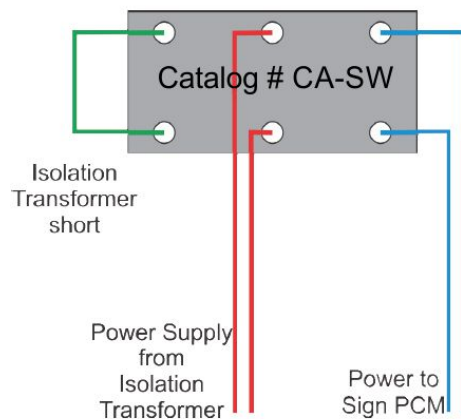 Catalog # CA-SW
Isolation
Transformer
short
Power Supply
from
Isolation
Transformer
Power to
Sign PCM